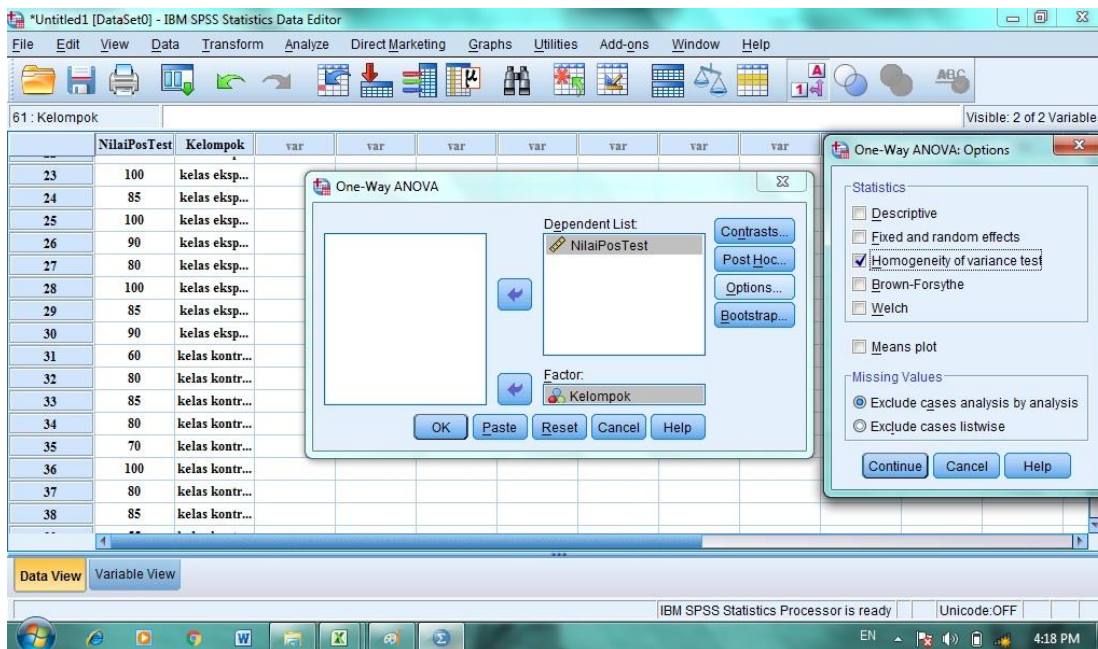 *Untitled1 [DataSet0] - IBM SPSS Statistics Data Editor
File Edit View Data Transform Analyze Direct Marketing Graphs Utilities Add-ons Window Help
61 : Kelompok
Visible: 2 of 2 Variable
NilaiPosTest Kelompok var var var var var var var
23 100 kelas eksp...
24 85 kelas eksp...
25 100 kelas eksp...
26 90 kelas eksp...
27 80 kelas eksp...
28 100 kelas eksp...
29 85 kelas eksp...
30 90 kelas eksp...
31 60 kelas kontr...
32 80 kelas kontr...
33 85 kelas kontr...
34 80 kelas kontr...
35 70 kelas kontr...
36 100 kelas kontr...
37 80 kelas kontr...
38 85 kelas kontr...
One-Way ANOVA
Dependent List:
NilaiPosTest
Contrasts...
Post Hoc...
Options...
Bootstrap...
Factor:
Kelompok
OK Paste Reset Cancel Help
One-Way ANOVA: Options
Statistics
Descriptive
Fixed and random effects
Homogeneity of variance test
Brown-Forsythe
Welch
Means plot
Missing Values
Exclude cases analysis by analysis
Exclude cases listwise
Continue Cancel Help
Data View Variable View
IBM SPSS Statistics Processor is ready Unicode:OFF
EN 4:18 PM